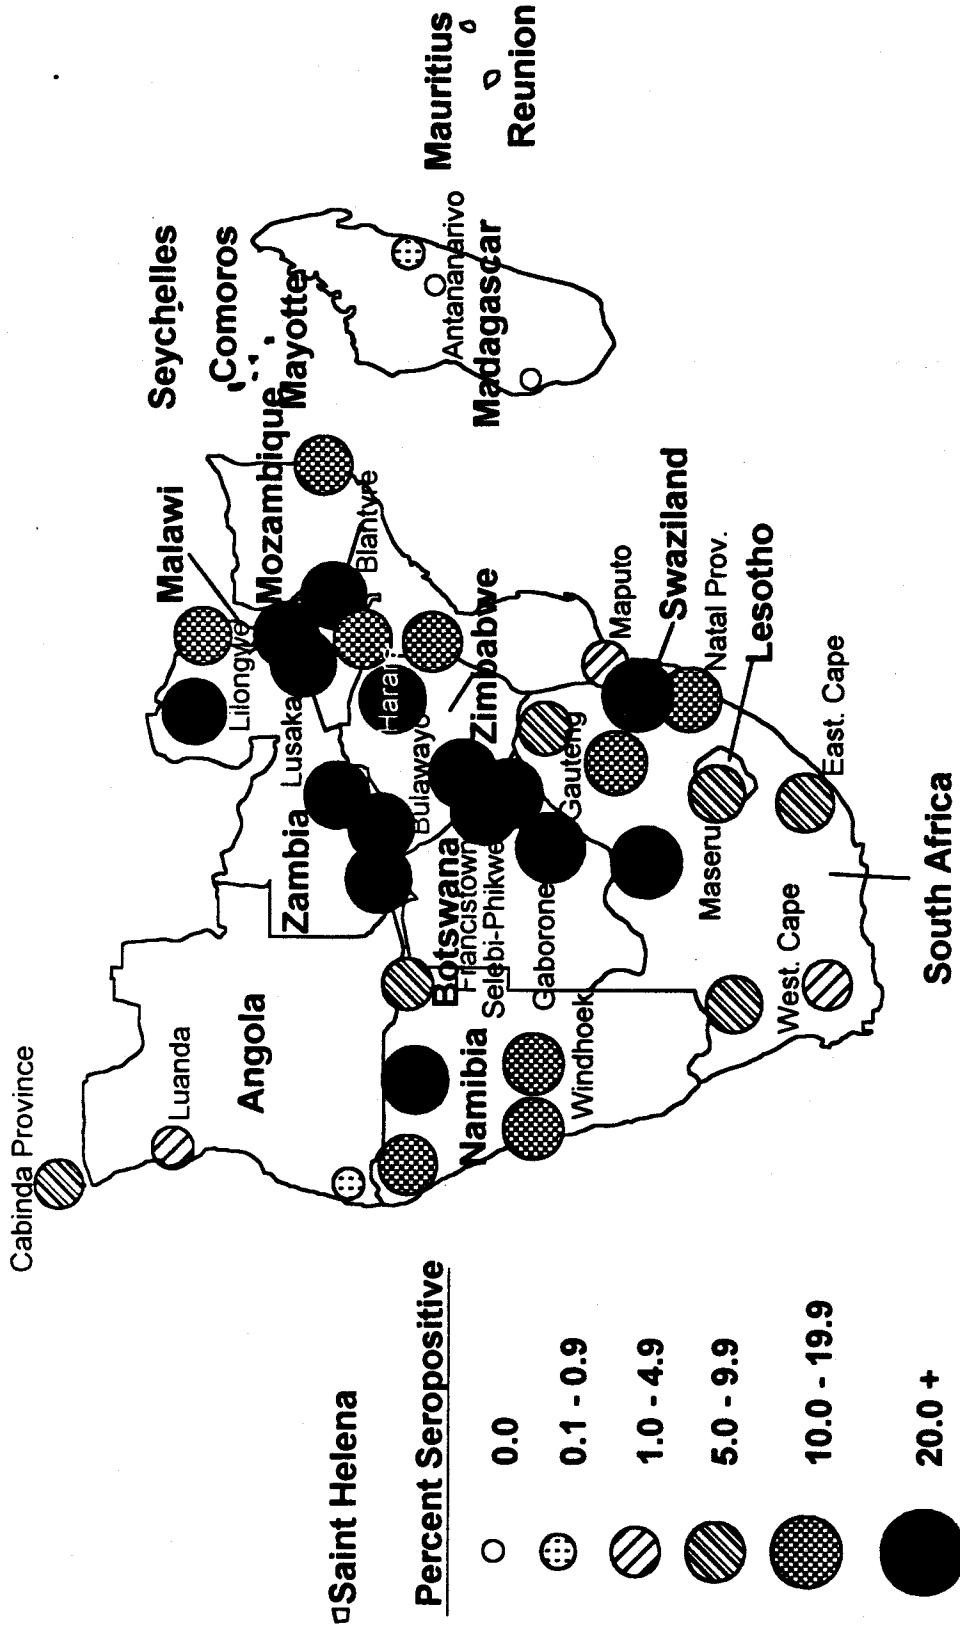 Cabinda Province
Luanda
Angola
Zambia
Lusaka
Lilongwe
Malawi
Mozambique
Blantyre
Seychelles
Comoros
Mayotte
Antananarivo
Madagascar
Mauritius
Reunion
Harare
Zimbabwe
Bulawayo
Botswana
Francistown
Selebi-Phikwe
Gaborone
Namibia
Windhoek
Gauteng
Maputo
Swaziland
Natal Prov.
Lesotho
Maseru
East. Cape
West. Cape
South Africa
Saint Helena
Percent Seropositive
0.0
0.1 - 0.9
1.0 - 4.9
5.0 - 9.9
10.0 - 19.9
20.0 +